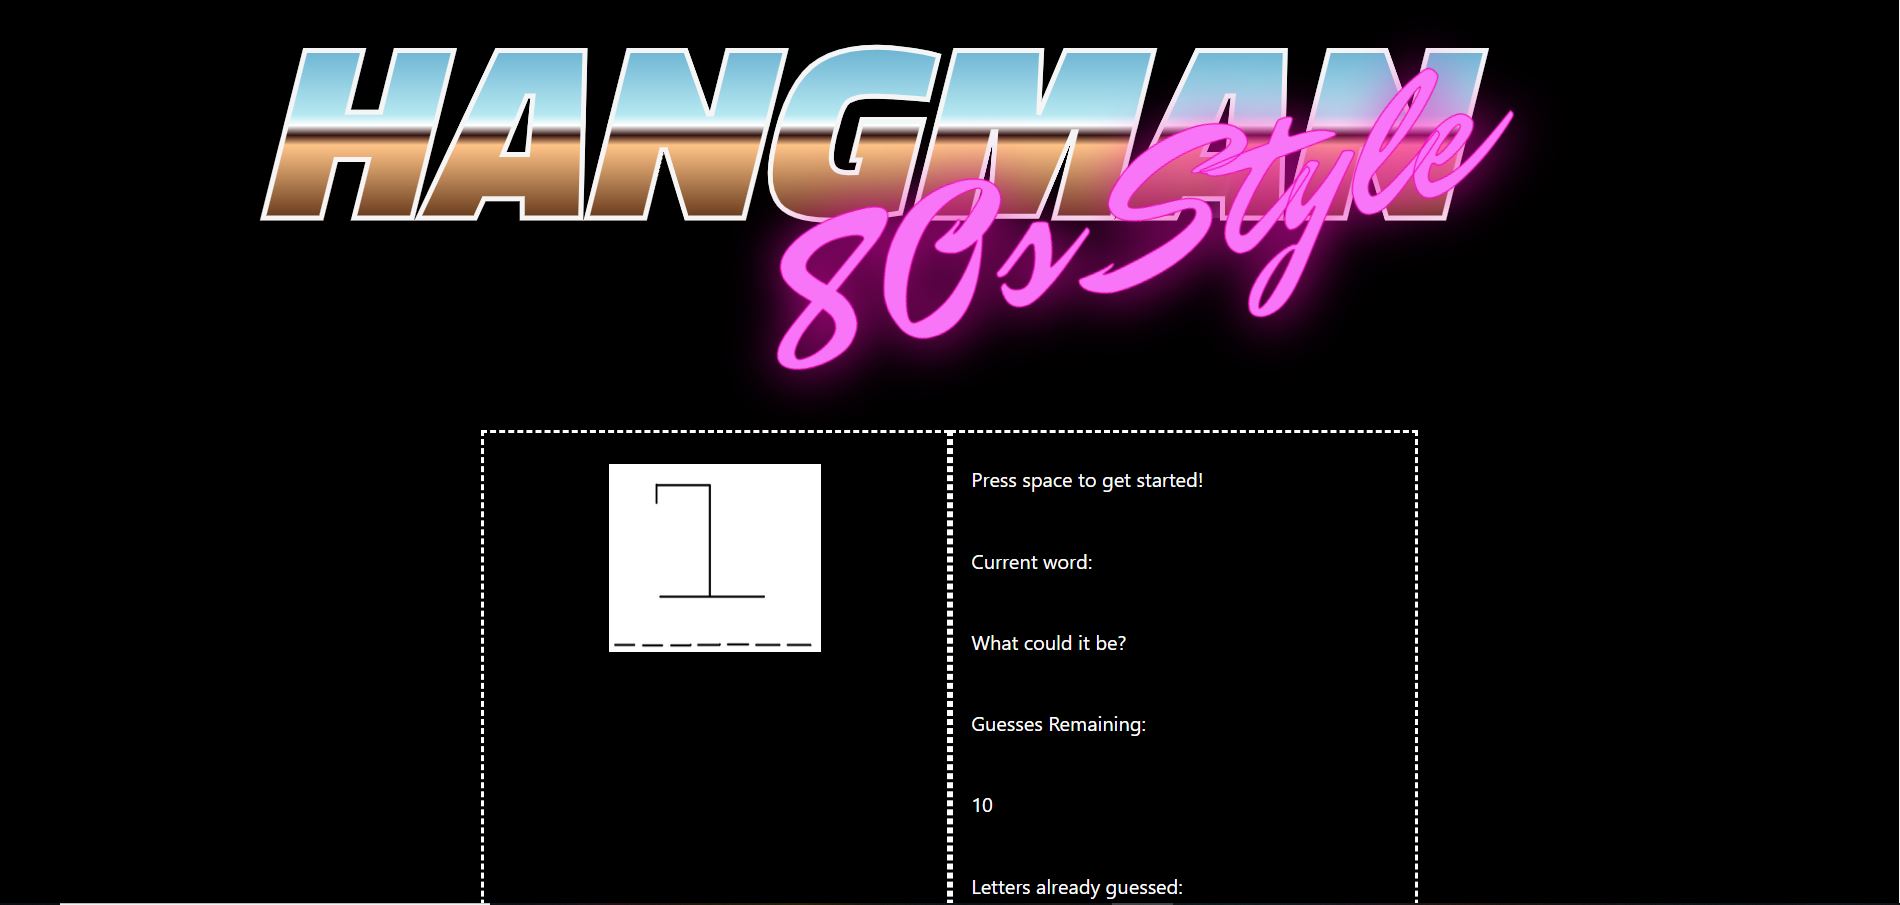 HANGMAN
80s Style
Press space to get started!
Current word:
What could it be?
Guesses Remaining:
10
Letters already guessed: